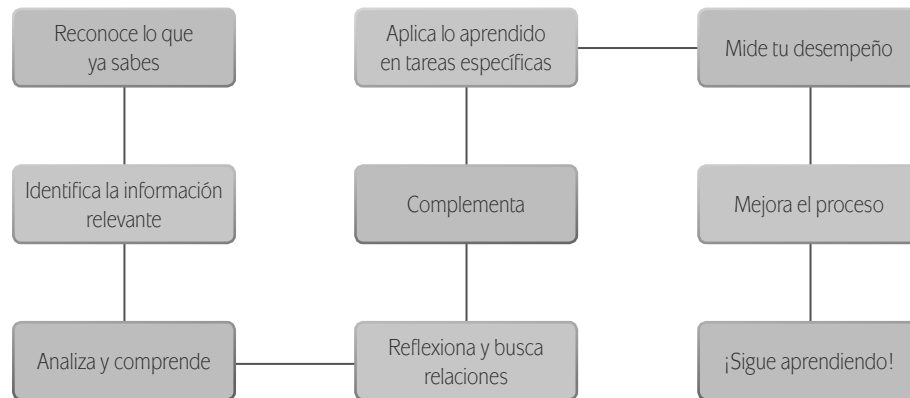 Reconoce lo que
ya sabes
Identifica la información
relevante
Analiza y comprende
Reflexiona y busca
relaciones
Complementa
Aplica lo aprendido
en tareas específicas
Mide tu desempeño
Mejora el proceso
¡Sigue aprendiendo!